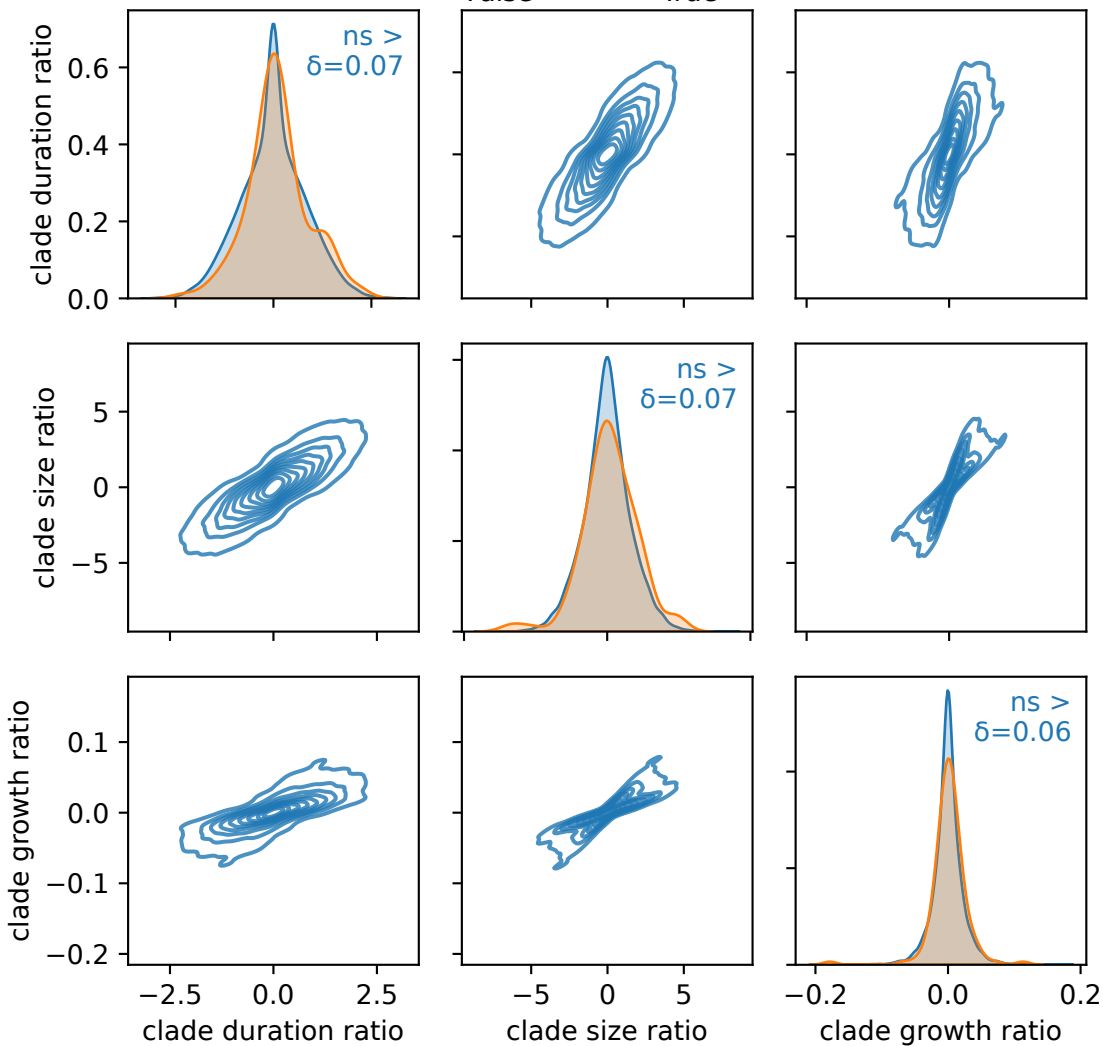 0.6
0.4
0.2
0.0
clade duration ratio
ns >
δ=0.07
5
0
−5
clade size ratio
ns >
δ=0.07
0.1
0.0
−0.1
−0.2
clade growth ratio
ns >
δ=0.06
−2.5 0.0 2.5
clade duration ratio
−5 0 5
clade size ratio
−0.2 0.0 0.2
clade growth ratio